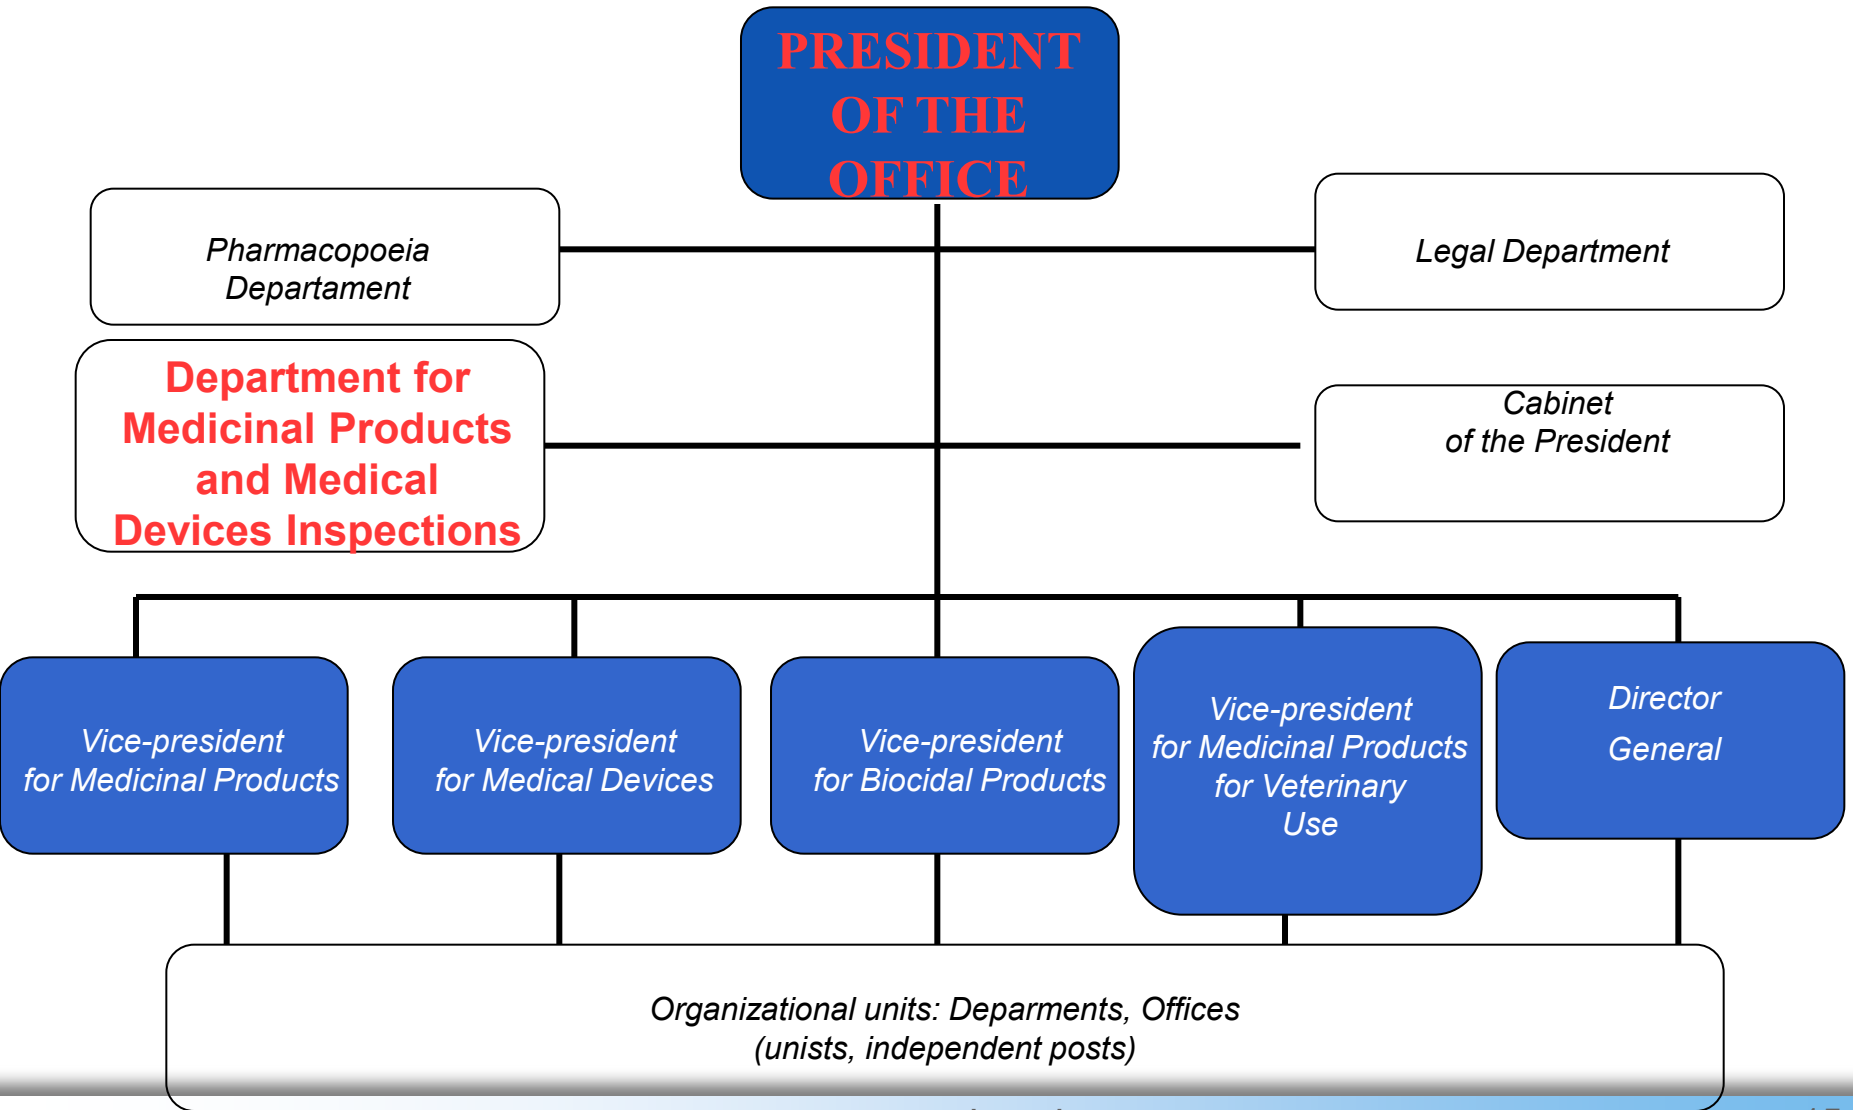 PRESIDENT
OF THE
OFFICE
Pharmacopoeia
Departament
Legal Department
Department for
Medicinal Products
and Medical
Devices Inspections
Cabinet
of the President
Vice-president
for Medicinal Products
Vice-president
for Medical Devices
Vice-president
for Biocidal Products
Vice-president
for Medicinal Products
for Veterinary
Use
Director
General
Organizational units: Deparments, Offices
(unists, independent posts)